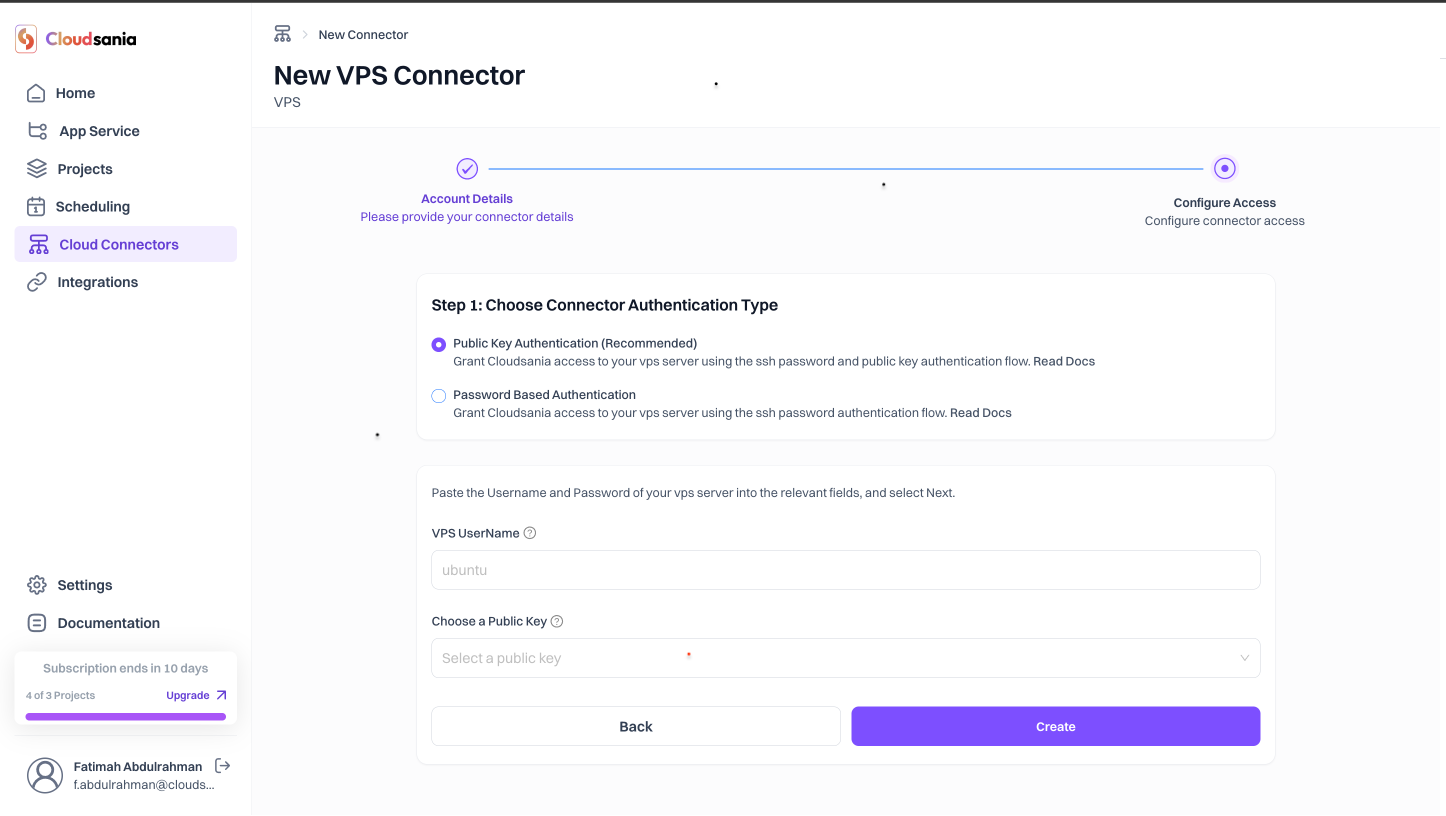 Cloudsania
Home
App Service
Projects
Scheduling
Cloud Connectors
Integrations
Settings
Documentation
Subscription ends in 10 days
4 of 3 Projects
Upgrade
Fatimah Abdulrahman
f.abdulrahman@clouds...
New Connector
New VPS Connector
VPS
Account Details
Please provide your connector details
Configure Access
Configure connector access
Step 1: Choose Connector Authentication Type
Public Key Authentication (Recommended)
Grant Cloudsania access to your vps server using the ssh password and public key authentication flow. Read Docs
Password Based Authentication
Grant Cloudsania access to your vps server using the ssh password authentication flow. Read Docs
Paste the Username and Password of your vps server into the relevant fields, and select Next.
VPS UserName
ubuntu
Choose a Public Key
Select a public key
Back
Create